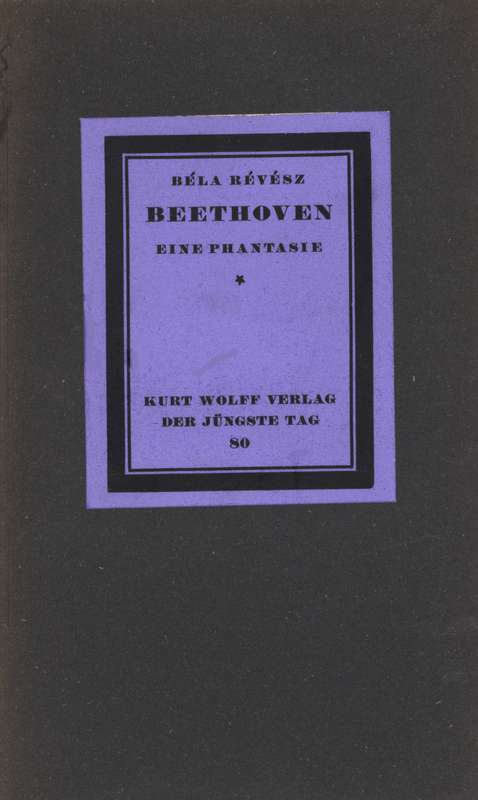 BÉLA RÉVÉSZ
BEETHOVEN
EINE PHANTASIE
KURT WOLFF VERLAG
DER JÜNGSTE TAG
80